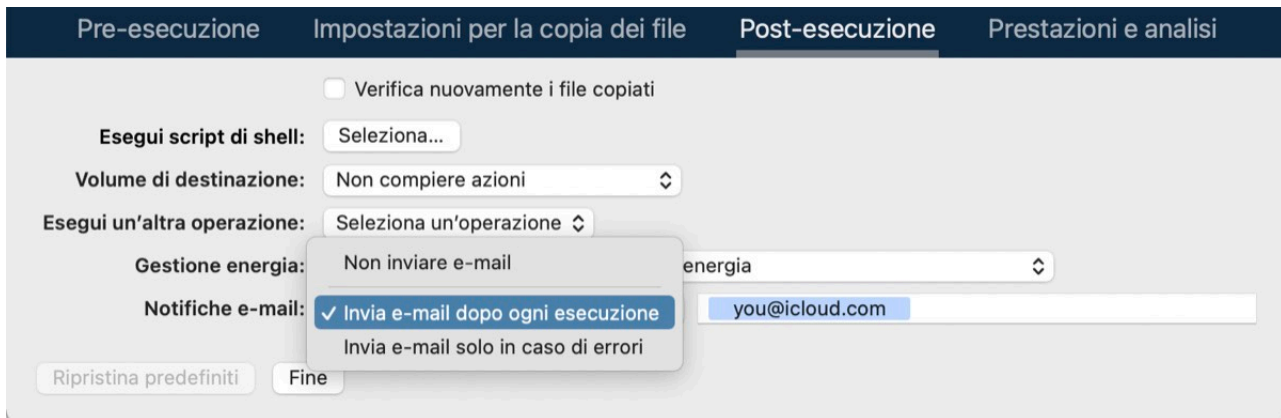 Pre-esecuzione Impostazioni per la copia dei file Post-esecuzione Prestazioni e analisi
Verifica nuovamente i file copiati
Esegui script di shell: Seleziona...
Volume di destinazione: Non compiere azioni
Esegui un'altra operazione: Seleziona un'operazione
Gestione energia: energia
Non inviare e-mail
Notifiche e-mail: ✓ Invia e-mail dopo ogni esecuzione you@icloud.com
Invia e-mail solo in caso di errori
Ripristina predefiniti Fine